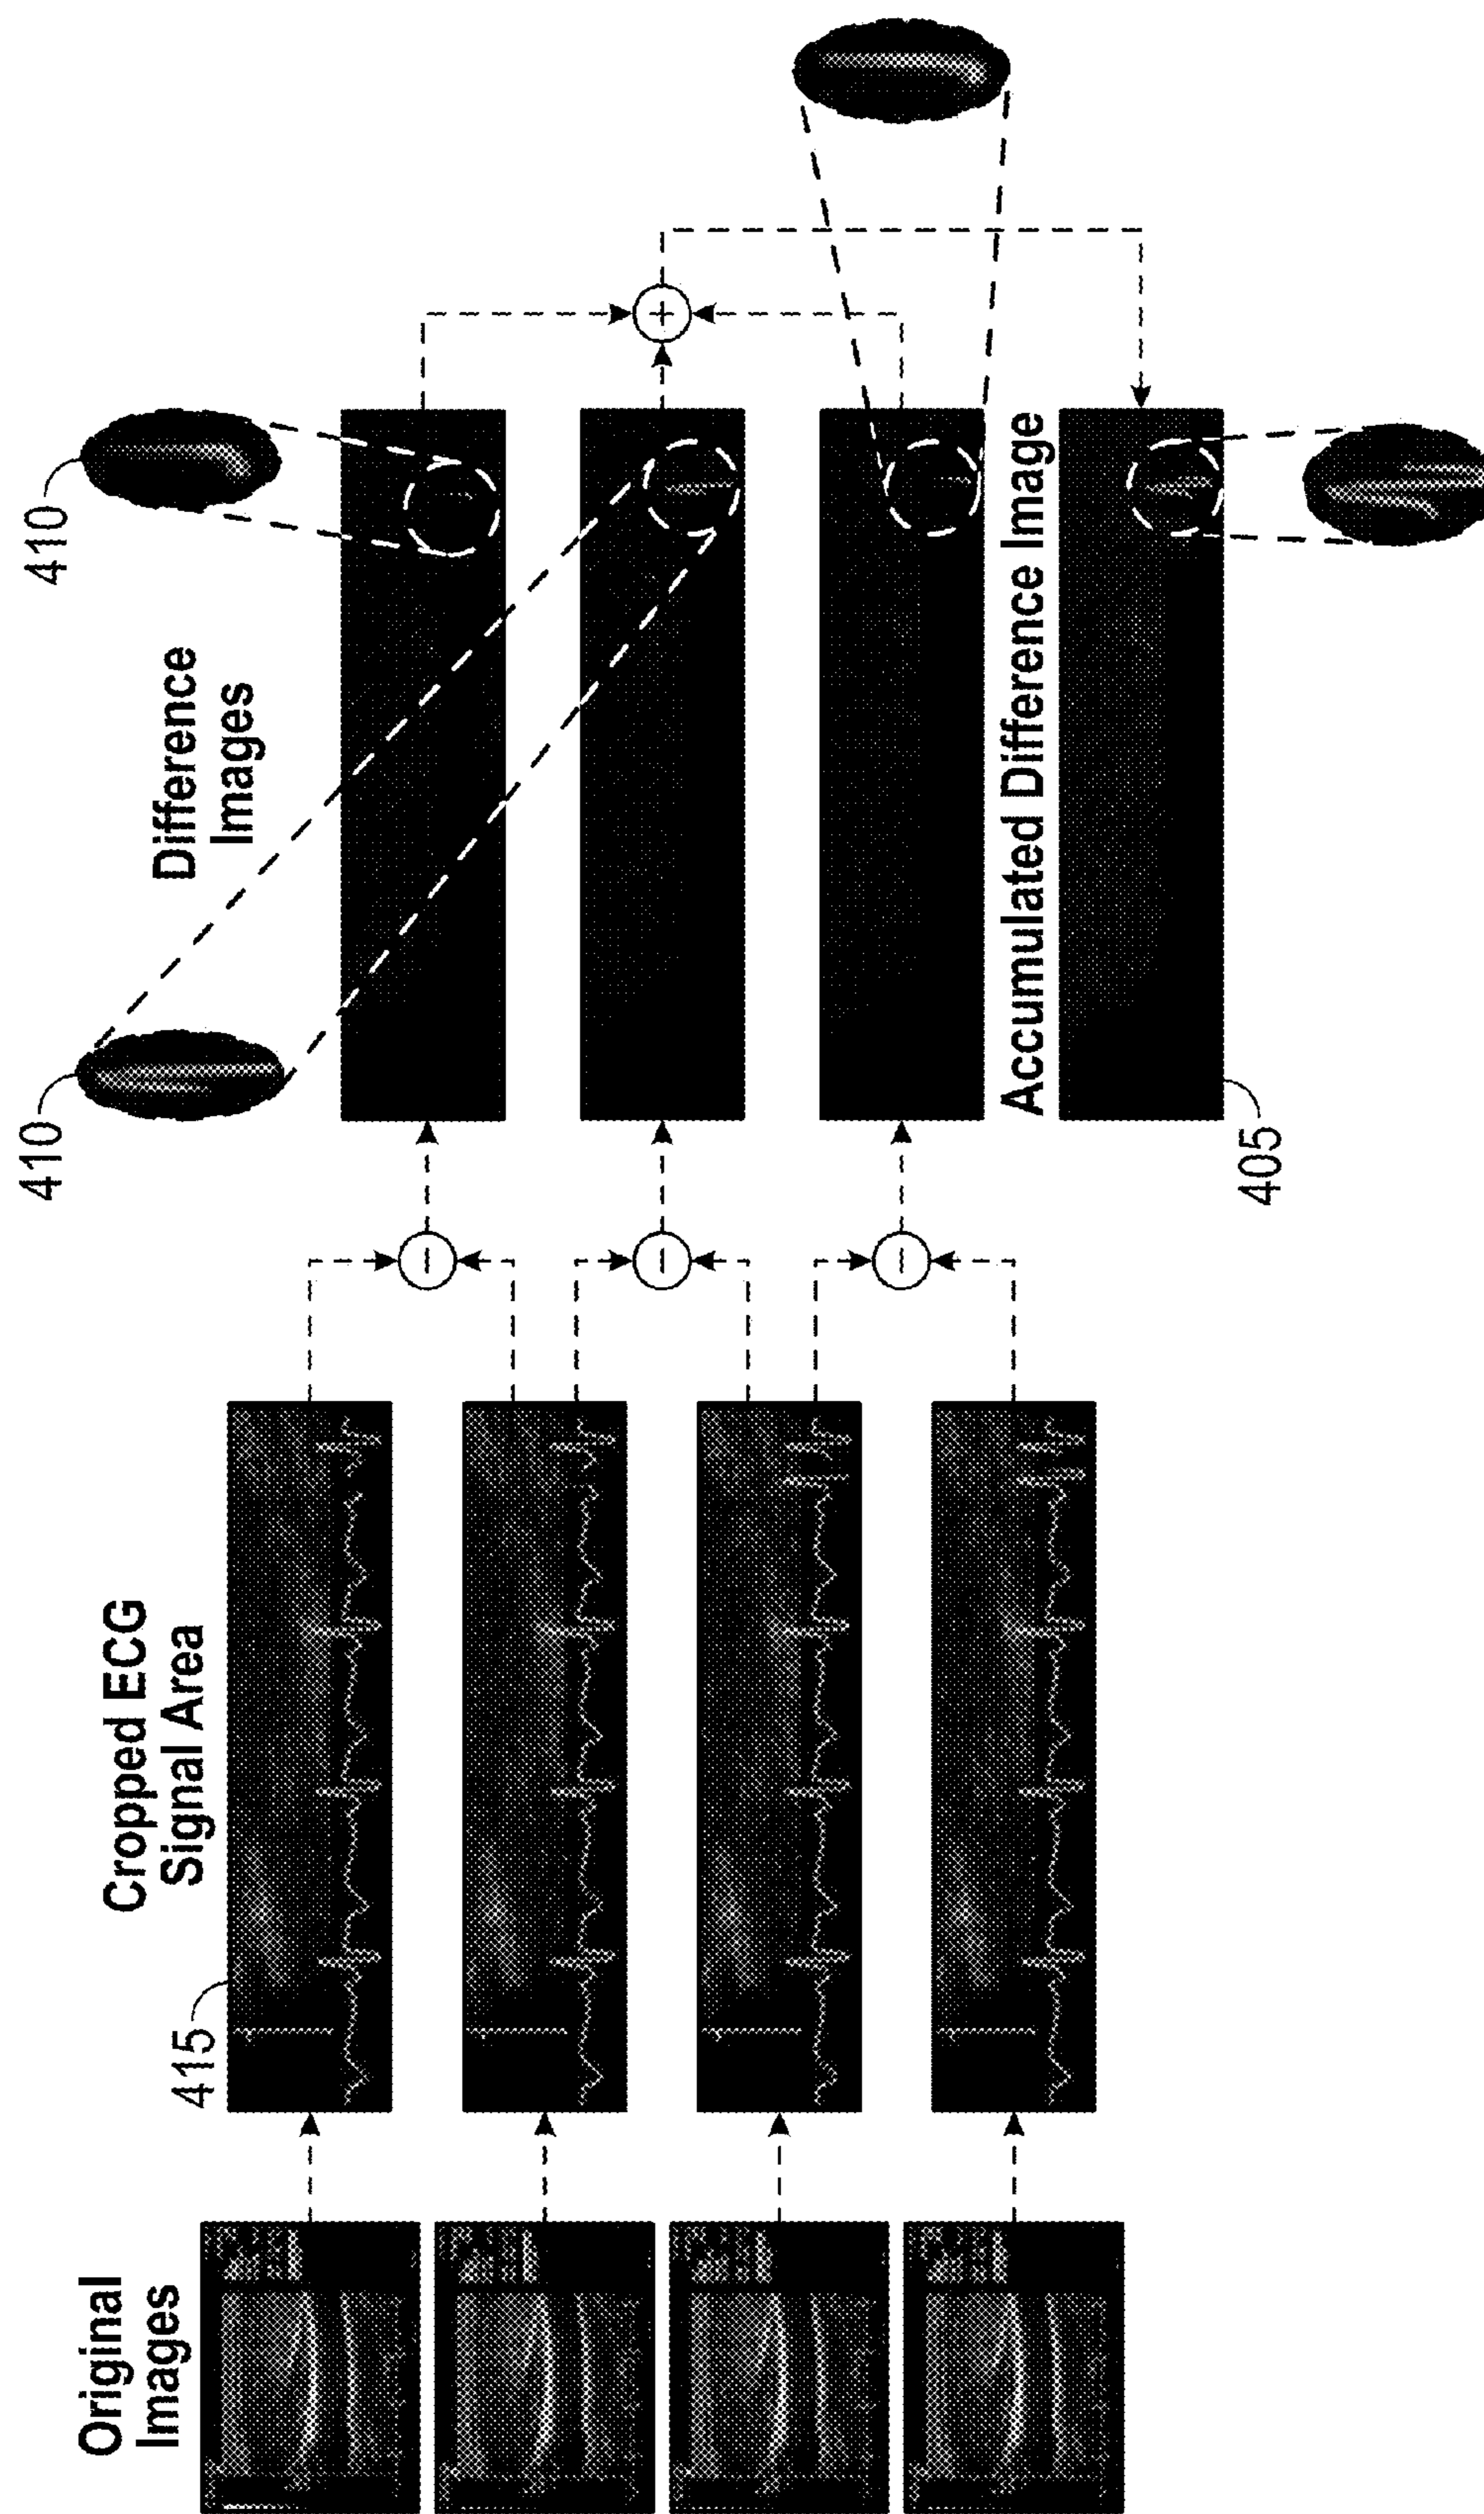 Original
Images
Cropped ECG
Signal Area
415
Difference
Images
410
410
Accumulated Difference Image
405